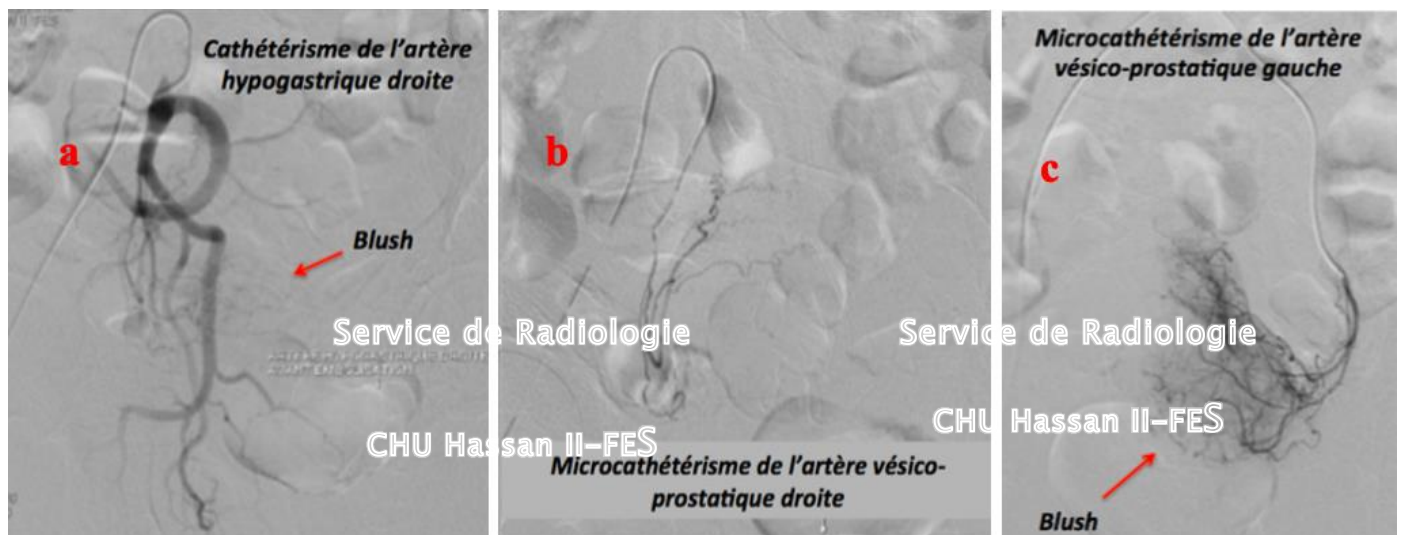 Cathétérisme de l'artère
hypogastrique droite
a
Blush
b
Microcathétérisme de l'artère vésico-
prostatique droite
Microcathétérisme de l'artère
vésico-prostatique gauche
c
Blush
Service de Radiologie
CHU Hassan II-FES
Service de Radiologie
CHU Hassan II-FES